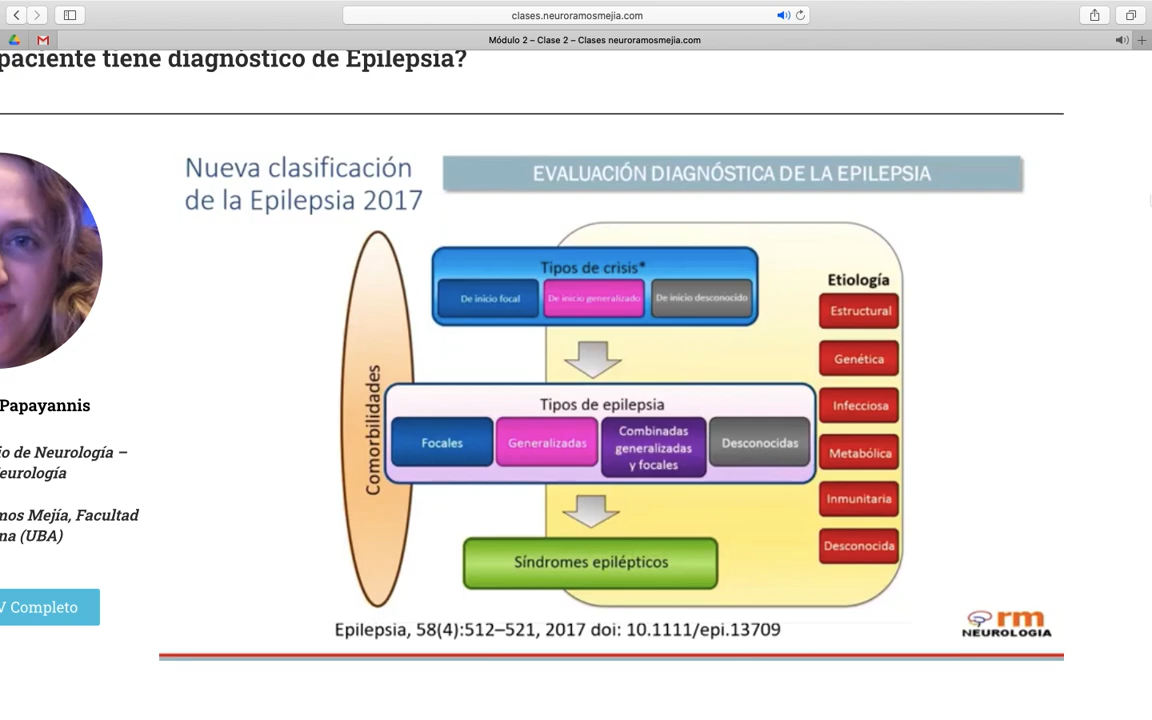 clases.neuroramosmejia.com
Módulo 2 – Clase 2 – Clases neuroramosmejia.com
paciente tiene diagnóstico de Epilepsia?
Papayannis
io de Neurología –
eurología
mos Mejía, Facultad
na (UBA)
V Completo
Nueva clasificación
de la Epilepsia 2017
EVALUACIÓN DIAGNÓSTICA DE LA EPILEPSIA
Comorbilidades
Tipos de crisis*
De inicio focal
De inicio generalizado
De inicio desconocido
Tipos de epilepsia
Focales
Generalizadas
Combinadas
generalizadas
y focales
Desconocidas
Síndromes epilépticos
Etiología
Estructural
Genética
Infecciosa
Metabólica
Inmunitaria
Desconocida
Epilepsia, 58(4):512–521, 2017 doi: 10.1111/epi.13709
rm
NEUROLOGIA